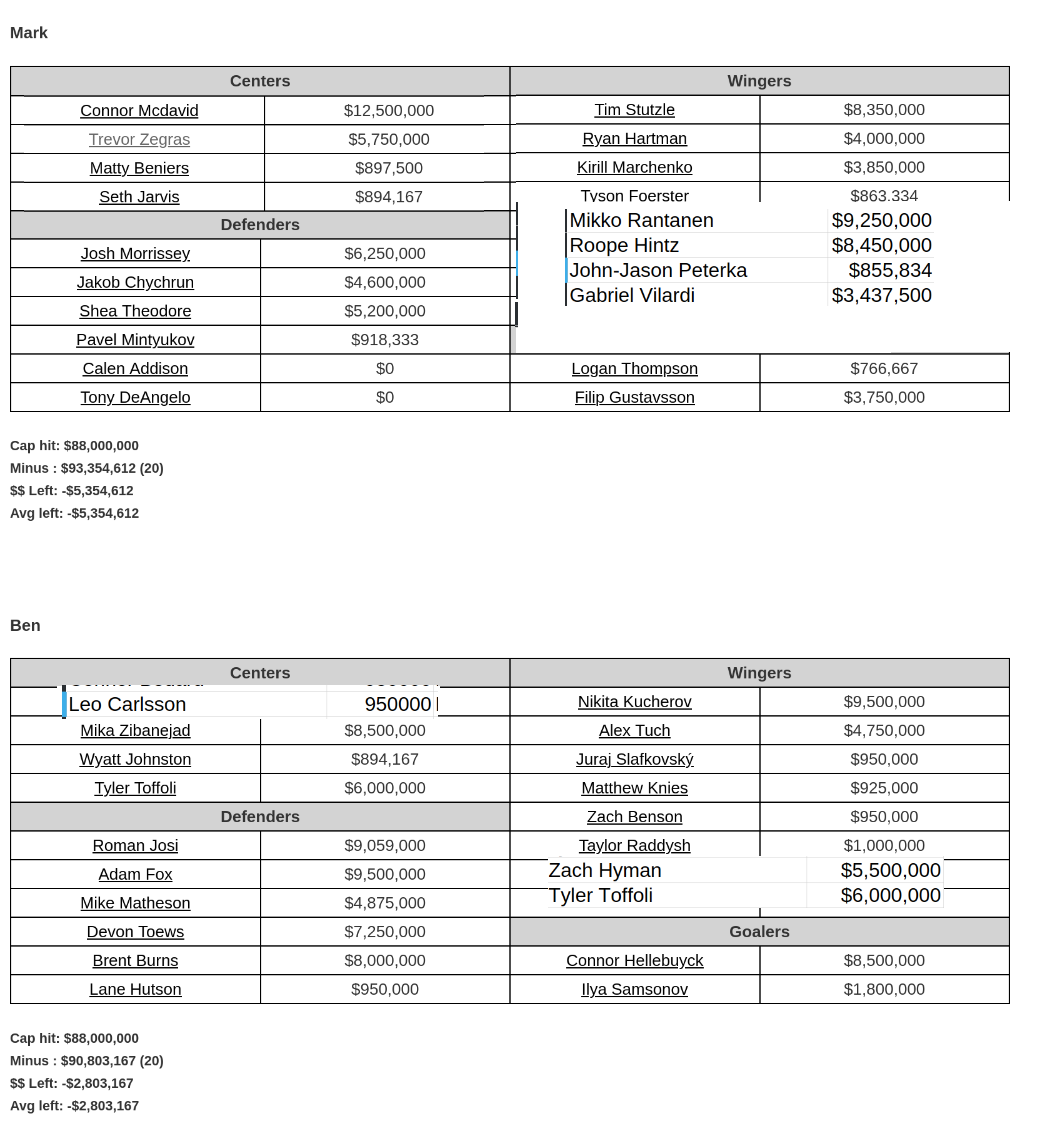 Mark
Centers Wingers
Connor Mcdavid $12,500,000 Tim Stutzle $8,350,000
Trevor Zegras $5,750,000 Ryan Hartman $4,000,000
Matty Beniers $897,500 Kirill Marchenko $3,850,000
Seth Jarvis $894,167 Tyson Foerster $863,334
Defenders Mikko Rantanen $9,250,000
Josh Morrissey $6,250,000 Roope Hintz $8,450,000
Jakob Chychrun $4,600,000 John-Jason Peterka $855,834
Shea Theodore $5,200,000 Gabriel Vilardi $3,437,500
Pavel Mintyukov $918,333
Calen Addison $0 Logan Thompson $766,667
Tony DeAngelo $0 Filip Gustavsson $3,750,000
Cap hit: $88,000,000
Minus : $93,354,612 (20)
$$ Left: -$5,354,612
Avg left: -$5,354,612
Ben
Centers Wingers
Leo Carlsson 950000 Nikita Kucherov $9,500,000
Mika Zibanejad $8,500,000 Alex Tuch $4,750,000
Wyatt Johnston $894,167 Juraj Slafkovský $950,000
Tyler Toffoli $6,000,000 Matthew Knies $925,000
Defenders Zach Benson $950,000
Roman Josi $9,059,000 Taylor Raddysh $1,000,000
Adam Fox $9,500,000 Zach Hyman $5,500,000
Mike Matheson $4,875,000 Tyler Toffoli $6,000,000
Devon Toews $7,250,000 Goalers
Brent Burns $8,000,000 Connor Hellebuyck $8,500,000
Lane Hutson $950,000 Ilya Samsonov $1,800,000
Cap hit: $88,000,000
Minus : $90,803,167 (20)
$$ Left: -$2,803,167
Avg left: -$2,803,167